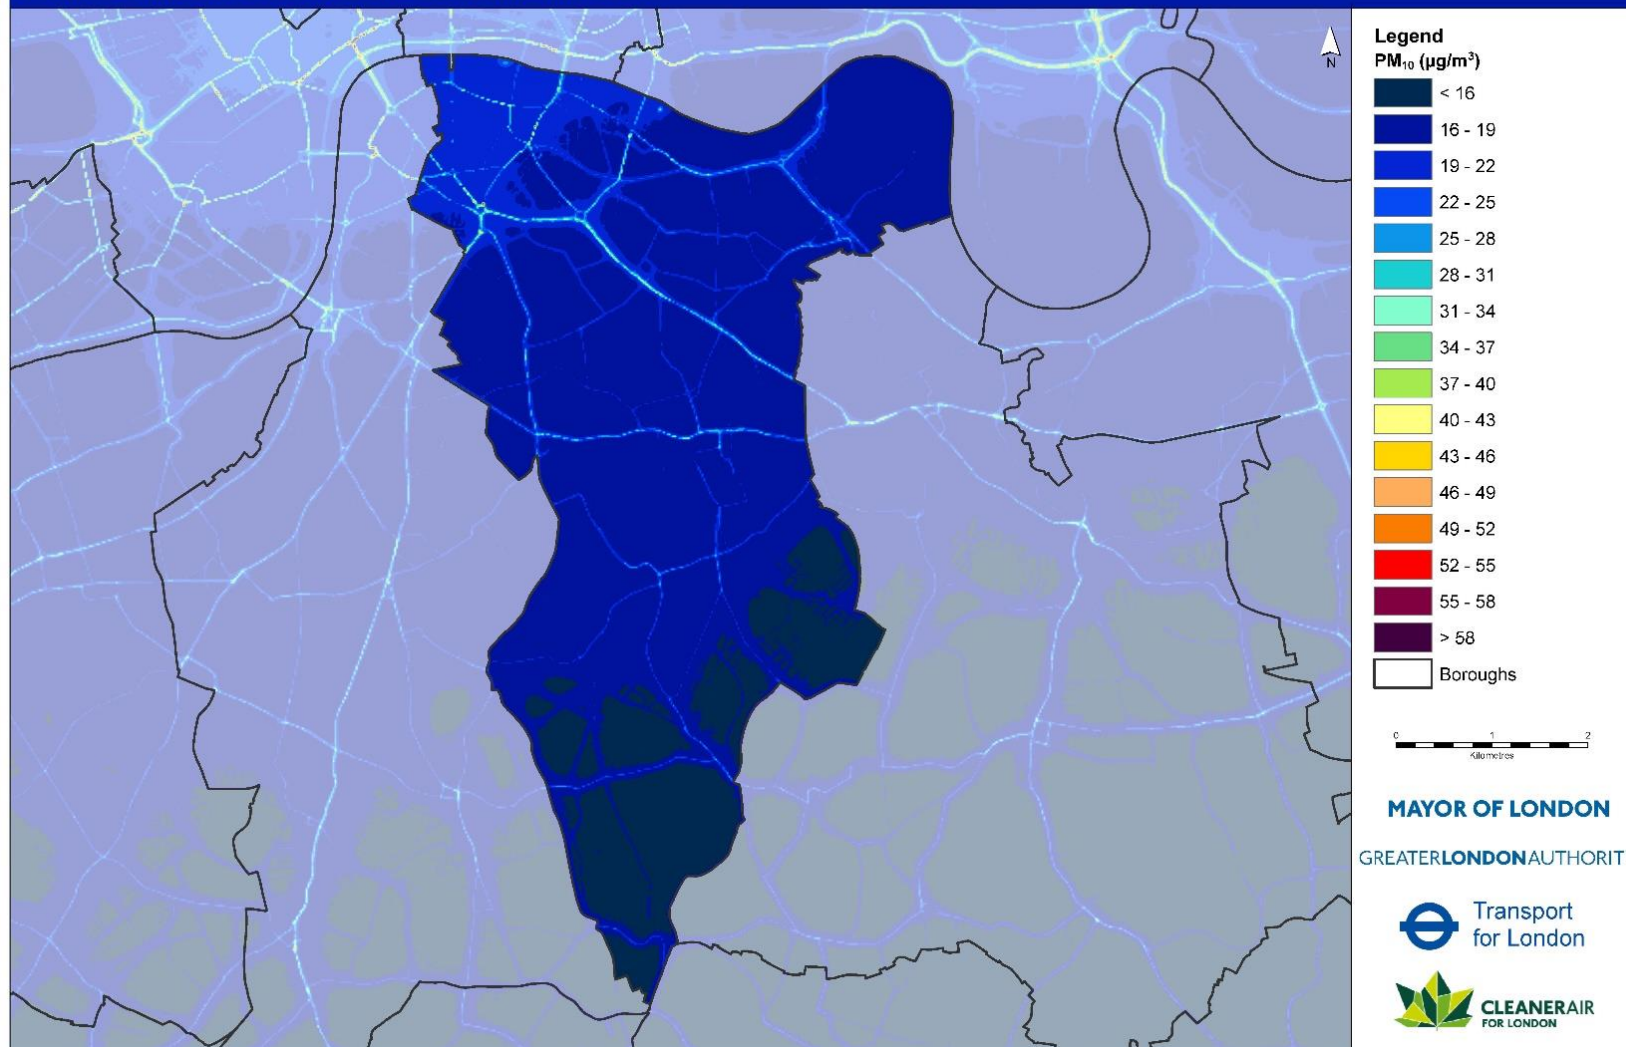 N
Legend
PM₁₀ (µg/m³)
< 16
16 - 19
19 - 22
22 - 25
25 - 28
28 - 31
31 - 34
34 - 37
37 - 40
40 - 43
43 - 46
46 - 49
49 - 52
52 - 55
55 - 58
> 58
Boroughs
0 1 2
Kilometres
MAYOR OF LONDON
GREATERLONDONAUTHORIT
Transport
for London
CLEANERAIR
FOR LONDON